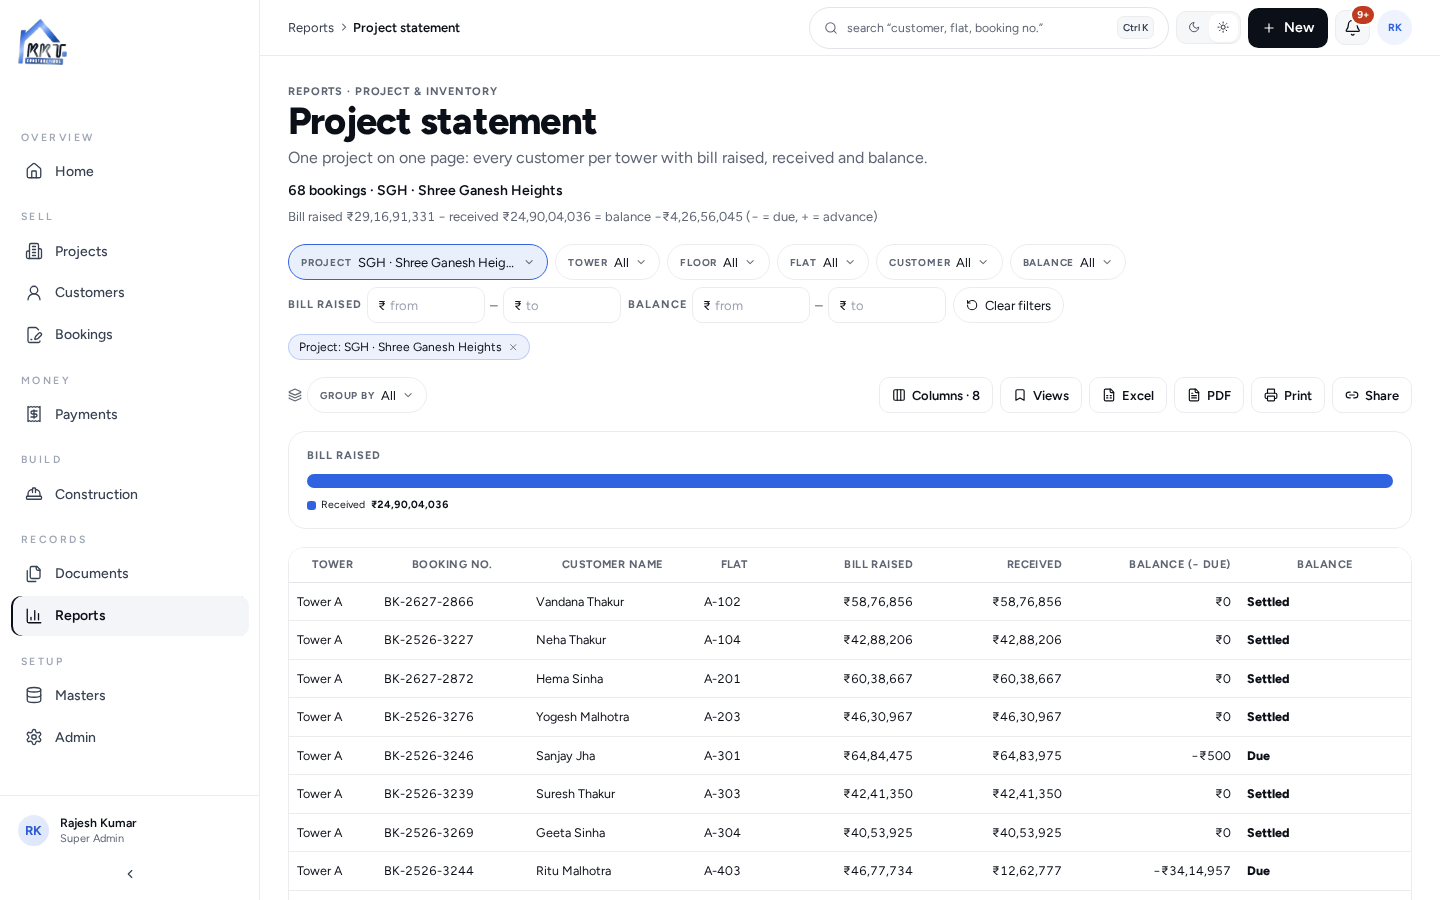 RKT
CONSTRUCTIONS
Reports > Project statement
search “customer, flat, booking no.”
Ctrl K
+ New
9+
RK
OVERVIEW
Home
SELL
Projects
Customers
Bookings
MONEY
Payments
BUILD
Construction
RECORDS
Documents
Reports
SETUP
Masters
Admin
RK
Rajesh Kumar
Super Admin
REPORTS · PROJECT & INVENTORY
Project statement
One project on one page: every customer per tower with bill raised, received and balance.
68 bookings · SGH · Shree Ganesh Heights
Bill raised ₹29,16,91,331 − received ₹24,90,04,036 = balance −₹4,26,56,045 (− = due, + = advance)
PROJECT SGH · Shree Ganesh Heig…
TOWER All
FLOOR All
FLAT All
CUSTOMER All
BALANCE All
BILL RAISED ₹ from – ₹ to BALANCE ₹ from – ₹ to Clear filters
Project: SGH · Shree Ganesh Heights ×
GROUP BY All
Columns · 8
Views
Excel
PDF
Print
Share
BILL RAISED
Received ₹24,90,04,036
TOWER BOOKING NO. CUSTOMER NAME FLAT BILL RAISED RECEIVED BALANCE (− DUE) BALANCE
Tower A BK-2627-2866 Vandana Thakur A-102 ₹58,76,856 ₹58,76,856 ₹0 Settled
Tower A BK-2526-3227 Neha Thakur A-104 ₹42,88,206 ₹42,88,206 ₹0 Settled
Tower A BK-2627-2872 Hema Sinha A-201 ₹60,38,667 ₹60,38,667 ₹0 Settled
Tower A BK-2526-3276 Yogesh Malhotra A-203 ₹46,30,967 ₹46,30,967 ₹0 Settled
Tower A BK-2526-3246 Sanjay Jha A-301 ₹64,84,475 ₹64,83,975 −₹500 Due
Tower A BK-2526-3239 Suresh Thakur A-303 ₹42,41,350 ₹42,41,350 ₹0 Settled
Tower A BK-2526-3269 Geeta Sinha A-304 ₹40,53,925 ₹40,53,925 ₹0 Settled
Tower A BK-2526-3244 Ritu Malhotra A-403 ₹46,77,734 ₹12,62,777 −₹34,14,957 Due